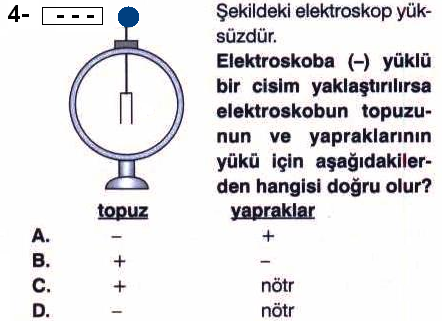 4- - - -
Şekildeki elektroskop yük-
süzdür.
Elektroskoba (–) yüklü
bir cisim yaklaştırılırsa
elektroskobun topuzu-
nun ve yapraklarının
yükü için aşağıdakiler-
den hangisi doğru olur?
topuz yapraklar
A. – +
B. + –
C. + nötr
D. – nötr